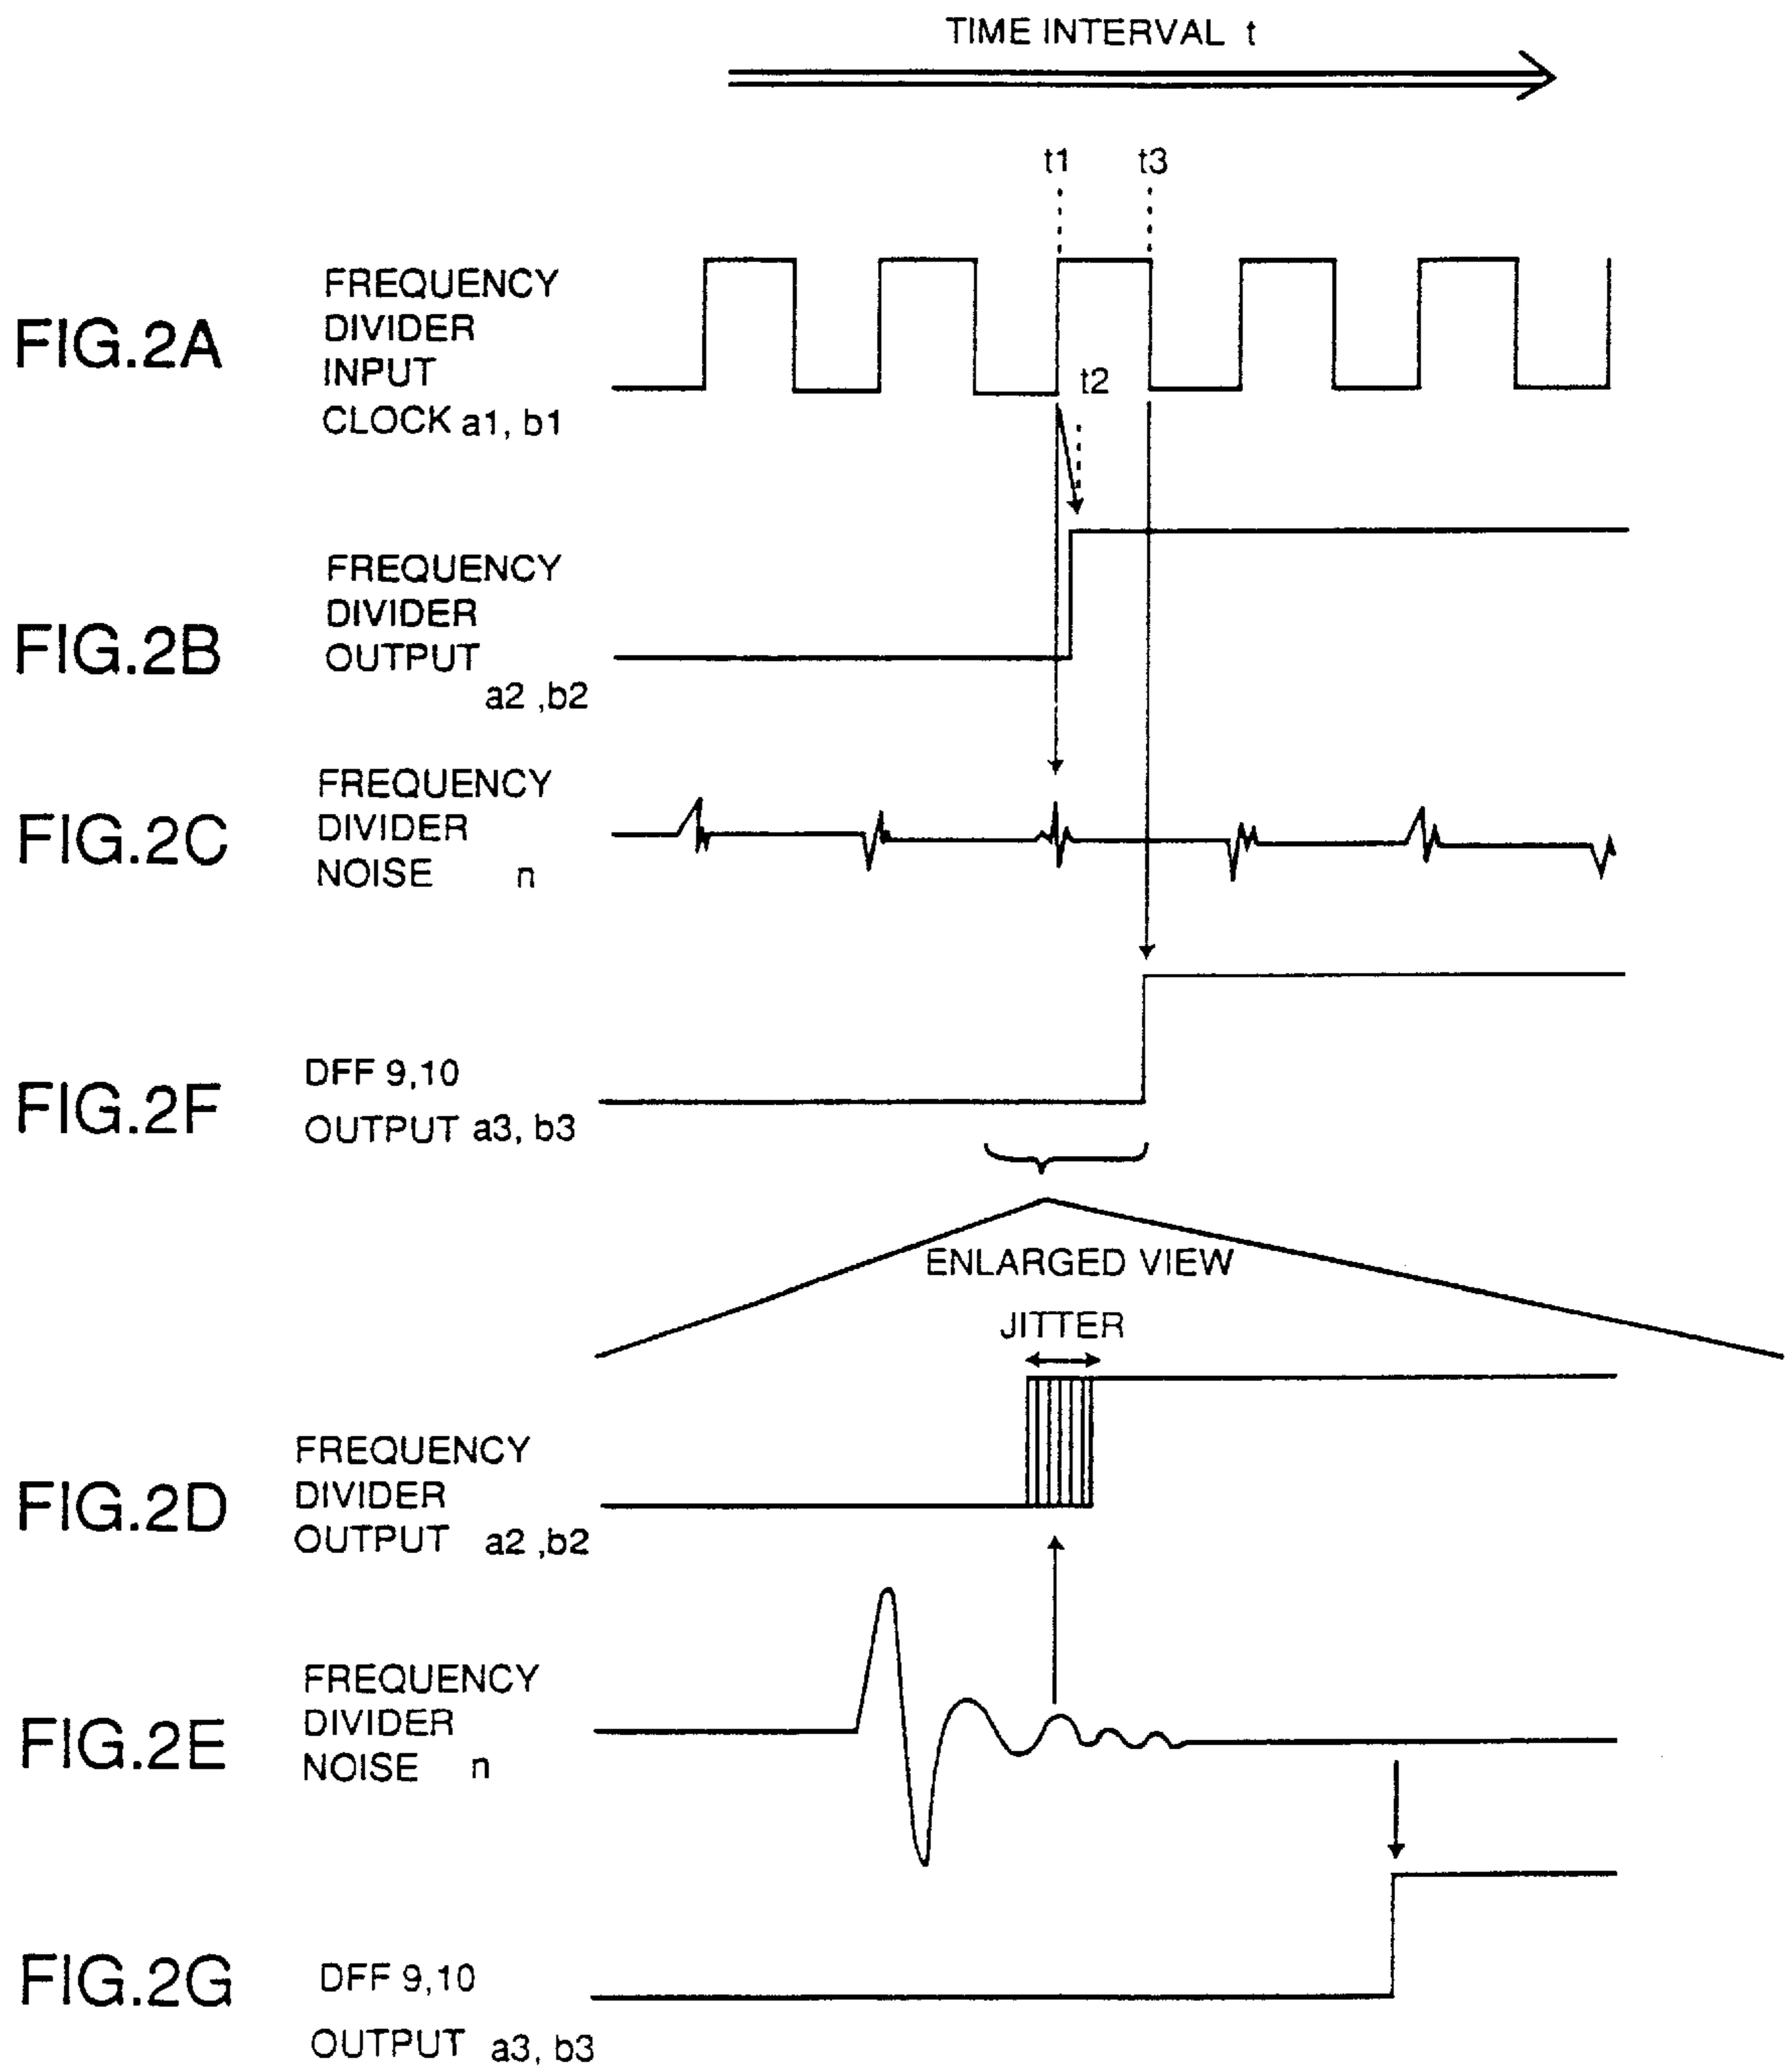 TIME INTERVAL t
t1 t3
FIG.2A
FREQUENCY
DIVIDER
INPUT
CLOCK a1, b1
t2
FIG.2B
FREQUENCY
DIVIDER
OUTPUT
a2 ,b2
FIG.2C
FREQUENCY
DIVIDER
NOISE n
FIG.2F
DFF 9,10
OUTPUT a3, b3
ENLARGED VIEW
JITTER
FIG.2D
FREQUENCY
DIVIDER
OUTPUT a2 ,b2
FIG.2E
FREQUENCY
DIVIDER
NOISE n
FIG.2G
DFF 9,10
OUTPUT a3, b3